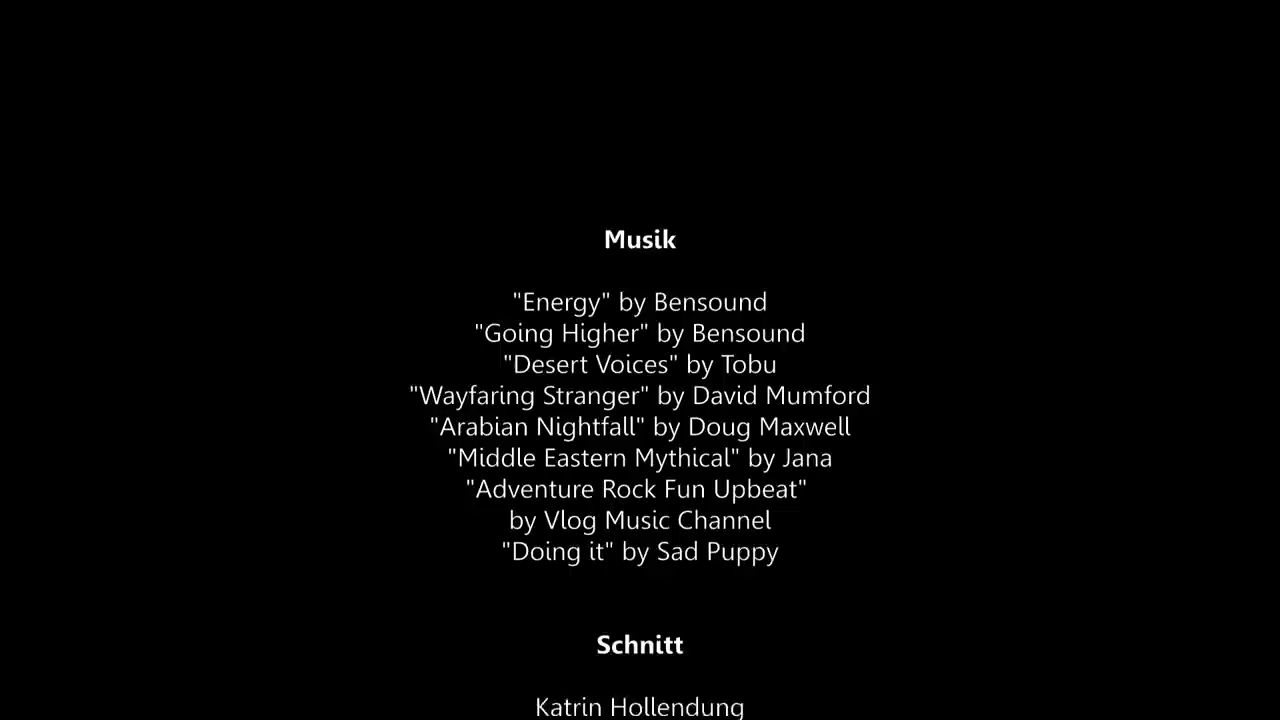 Musik
"Energy" by Bensound
"Going Higher" by Bensound
"Desert Voices" by Tobu
"Wayfaring Stranger" by David Mumford
"Arabian Nightfall" by Doug Maxwell
"Middle Eastern Mythical" by Jana
"Adventure Rock Fun Upbeat"
by Vlog Music Channel
"Doing it" by Sad Puppy
Schnitt
Katrin Hollendung